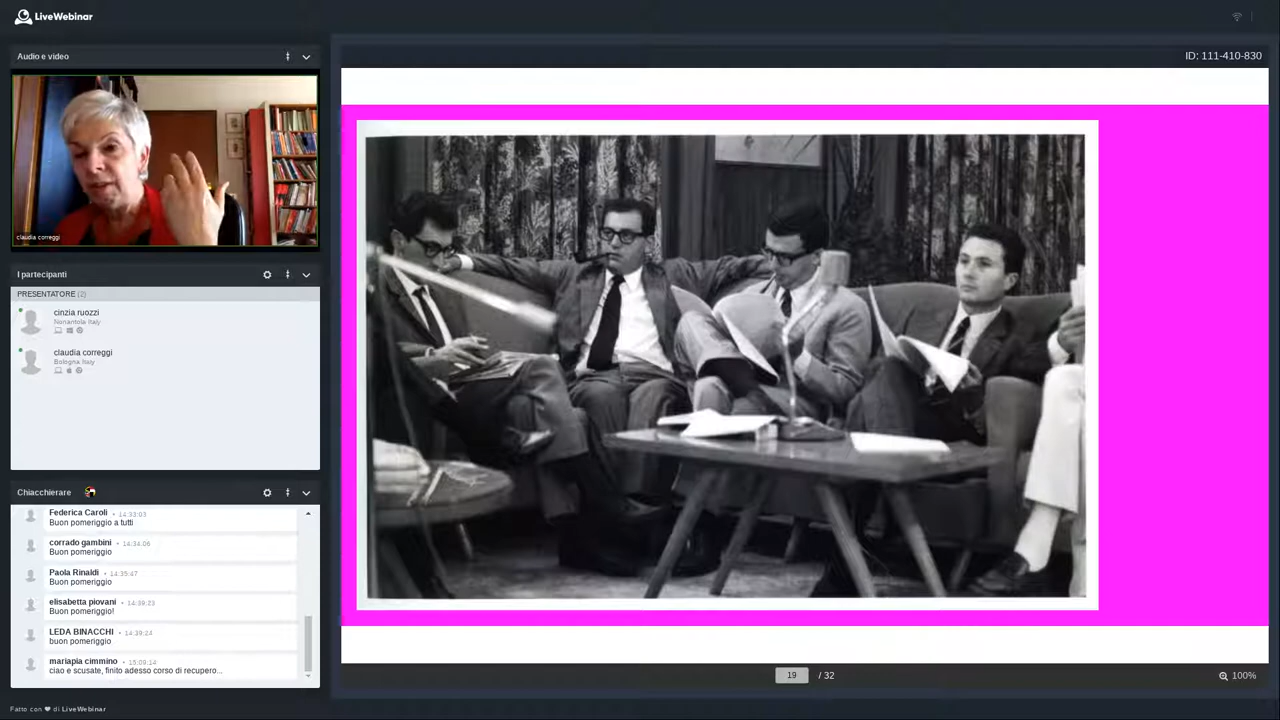 LiveWebinar
Audio e video
ID: 111-410-830
claudia correggi
I partecipanti
PRESENTATORE (2)
cinzia ruozzi
Nonantola Italy
claudia correggi
Bologna Italy
Chiacchierare
Federica Caroli • 14:33:03
Buon pomeriggio a tutti
corrado gambini • 14:34:06
Buon pomeriggio
Paola Rinaldi • 14:35:47
Buon pomeriggio
elisabetta piovani • 14:39:23
Buon pomeriggio!
LEDA BINACCHI • 14:39:24
buon pomeriggio
mariapia cimmino • 15:09:14
ciao e scusate, finito adesso corso di recupero...
19 / 32
100%
Fatto con ❤ di LiveWebinar